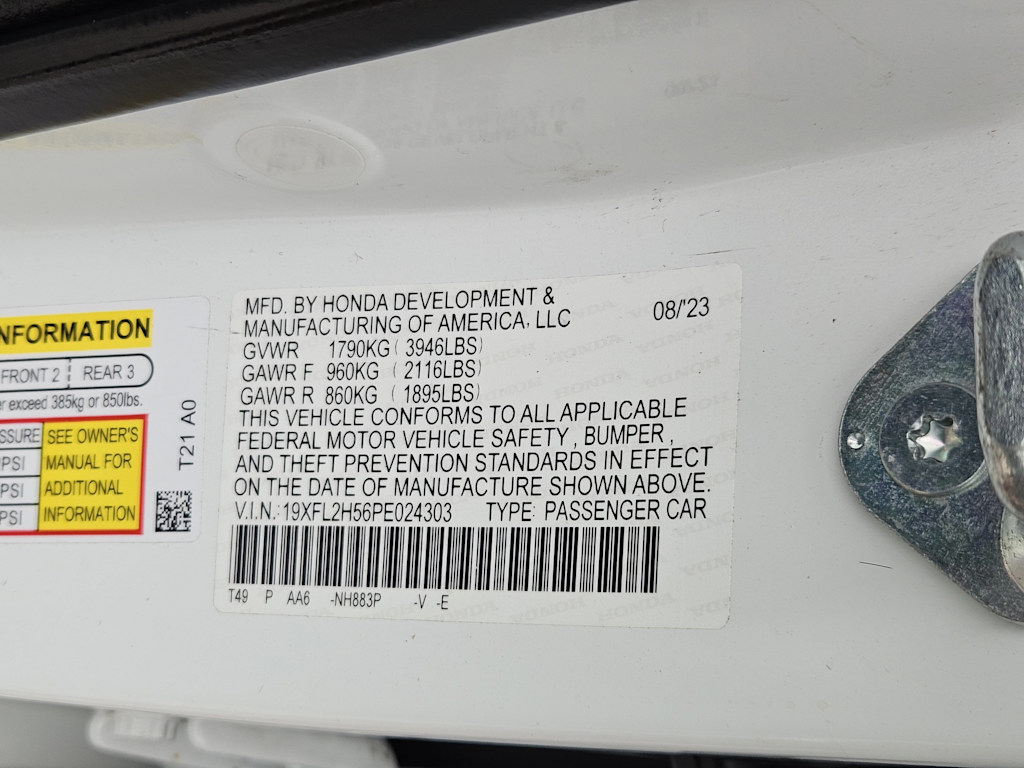 NFORMATION
FRONT 2 REAR 3
exceed 385kg or 850lbs.
SSURE SEE OWNER'S
PSI MANUAL FOR
PSI ADDITIONAL
PSI INFORMATION
T21 A0
MFD. BY HONDA DEVELOPMENT &
MANUFACTURING OF AMERICA, LLC 08/'23
GVWR 1790KG ( 3946LBS)
GAWR F 960KG ( 2116LBS)
GAWR R 860KG ( 1895LBS)
THIS VEHICLE CONFORMS TO ALL APPLICABLE
FEDERAL MOTOR VEHICLE SAFETY , BUMPER ,
AND THEFT PREVENTION STANDARDS IN EFFECT
ON THE DATE OF MANUFACTURE SHOWN ABOVE.
V.I.N.:19XFL2H56PE024303 TYPE: PASSENGER CAR
T49 P AA6 -NH883P -V -E